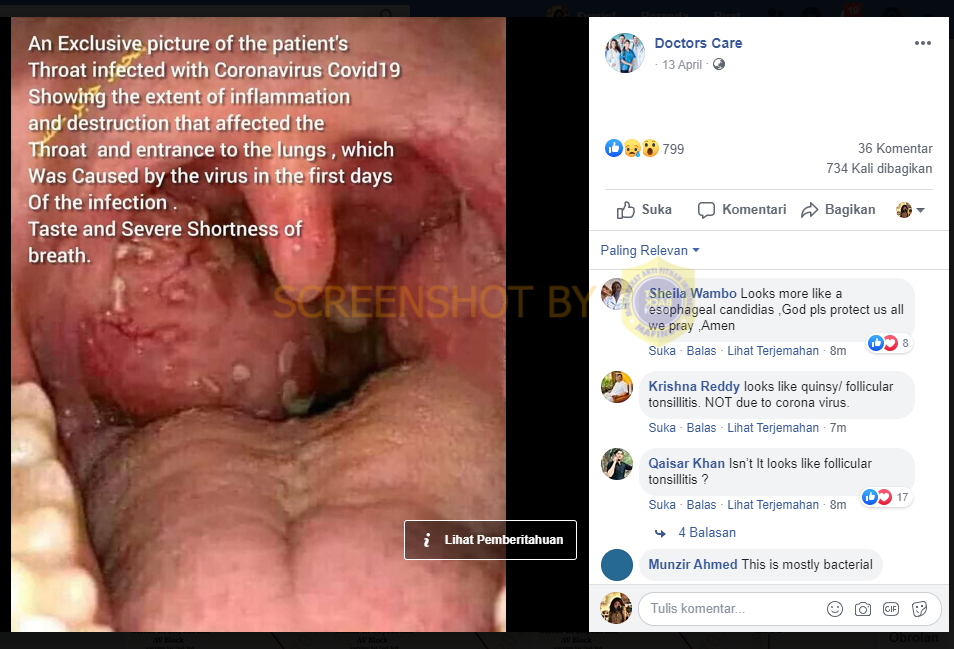 An Exclusive picture of the patient's
Throat infected with Coronavirus Covid19
Showing the extent of inflammation
and destruction that affected the
Throat and entrance to the lungs , which
Was Caused by the virus in the first days
Of the infection .
Taste and Severe Shortness of
breath.
SCREENSHOT BY
Lihat Pemberitahuan
Doctors Care
· 13 April ·
799
36 Komentar
734 Kali dibagikan
Suka Komentari Bagikan
Paling Relevan
Sheila Wambo Looks more like a
esophageal candidias ,God pls protect us all
we pray ,Amen
8
Suka · Balas · Lihat Terjemahan · 8m
Krishna Reddy looks like quinsy/ follicular
tonsillitis. NOT due to corona virus.
Suka · Balas · Lihat Terjemahan · 7m
Qaisar Khan Isn't It looks like follicular
tonsillitis ?
17
Suka · Balas · Lihat Terjemahan · 8m
4 Balasan
Munzir Ahmed This is mostly bacterial
Tulis komentar...
GIF
Obrolan